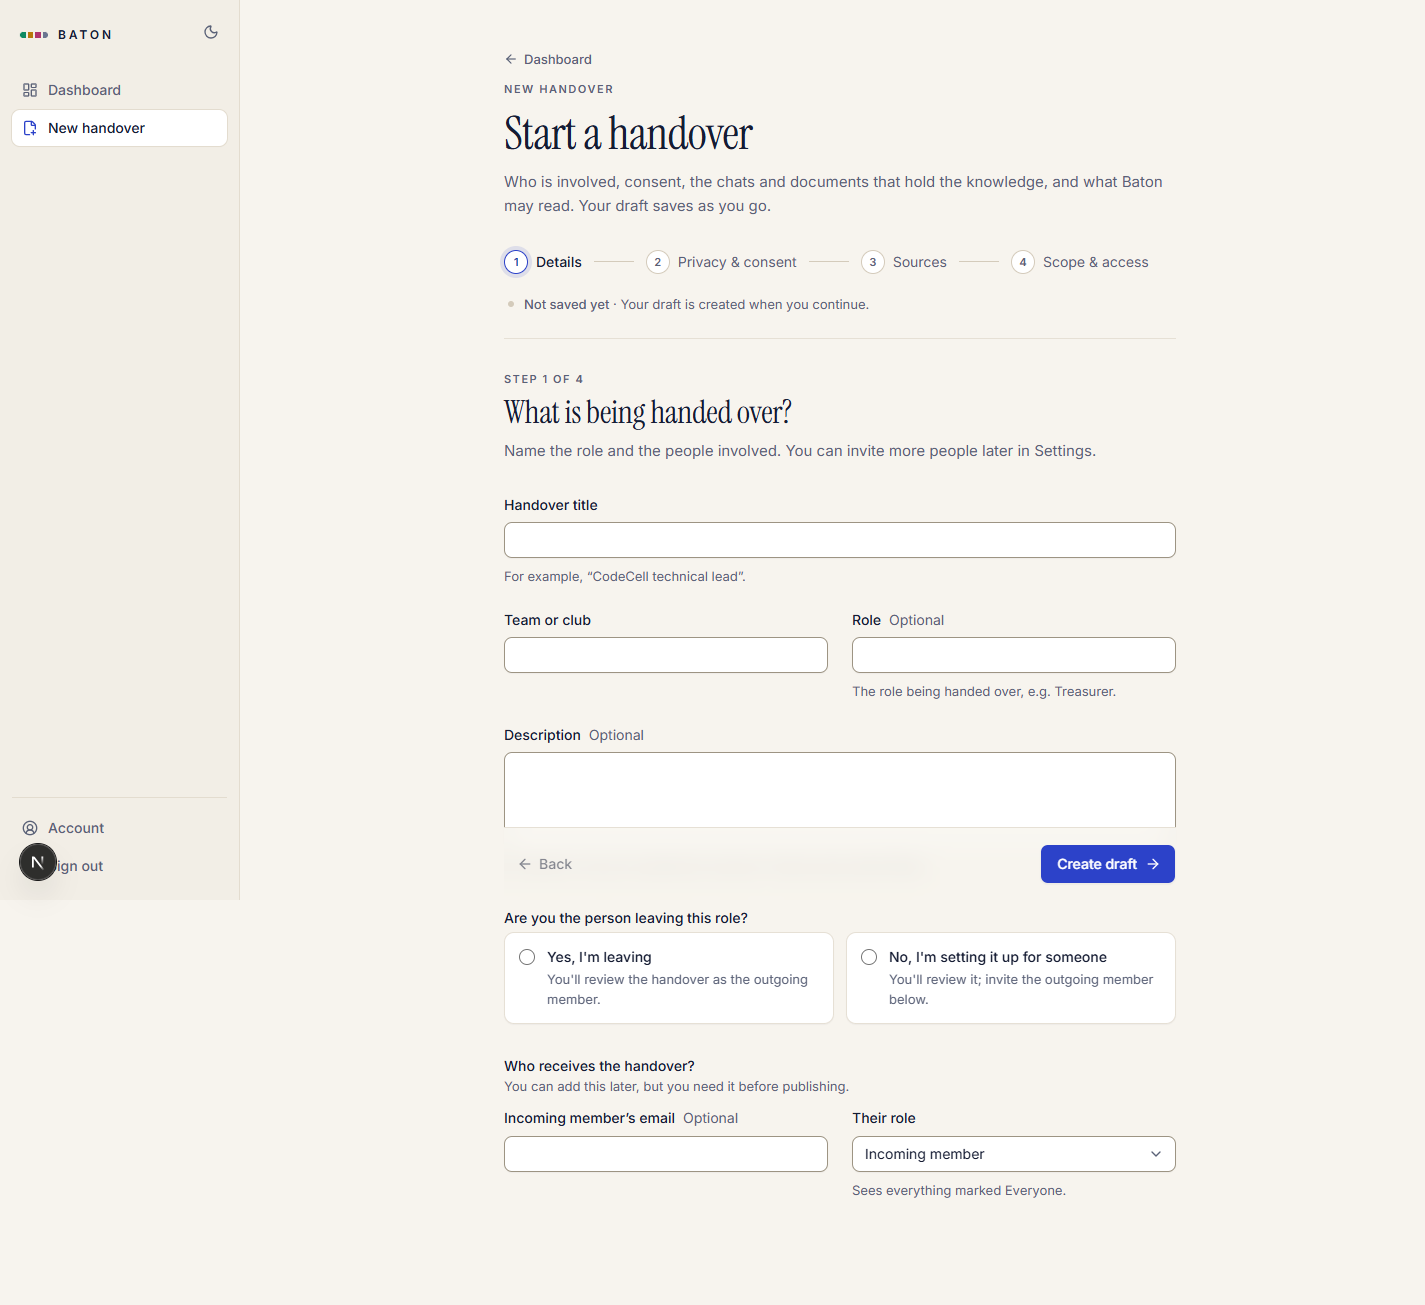 BATON
Dashboard
New handover
Account
ign out
N
Dashboard
NEW HANDOVER
Start a handover
Who is involved, consent, the chats and documents that hold the knowledge, and what Baton
may read. Your draft saves as you go.
1 Details 2 Privacy & consent 3 Sources 4 Scope & access
Not saved yet · Your draft is created when you continue.
STEP 1 OF 4
What is being handed over?
Name the role and the people involved. You can invite more people later in Settings.
Handover title
For example, “CodeCell technical lead”.
Team or club
Role Optional
The role being handed over, e.g. Treasurer.
Description Optional
Back
Create draft
Are you the person leaving this role?
Yes, I'm leaving
You'll review the handover as the outgoing
member.
No, I'm setting it up for someone
You'll review it; invite the outgoing member
below.
Who receives the handover?
You can add this later, but you need it before publishing.
Incoming member’s email Optional
Their role
Incoming member
Sees everything marked Everyone.